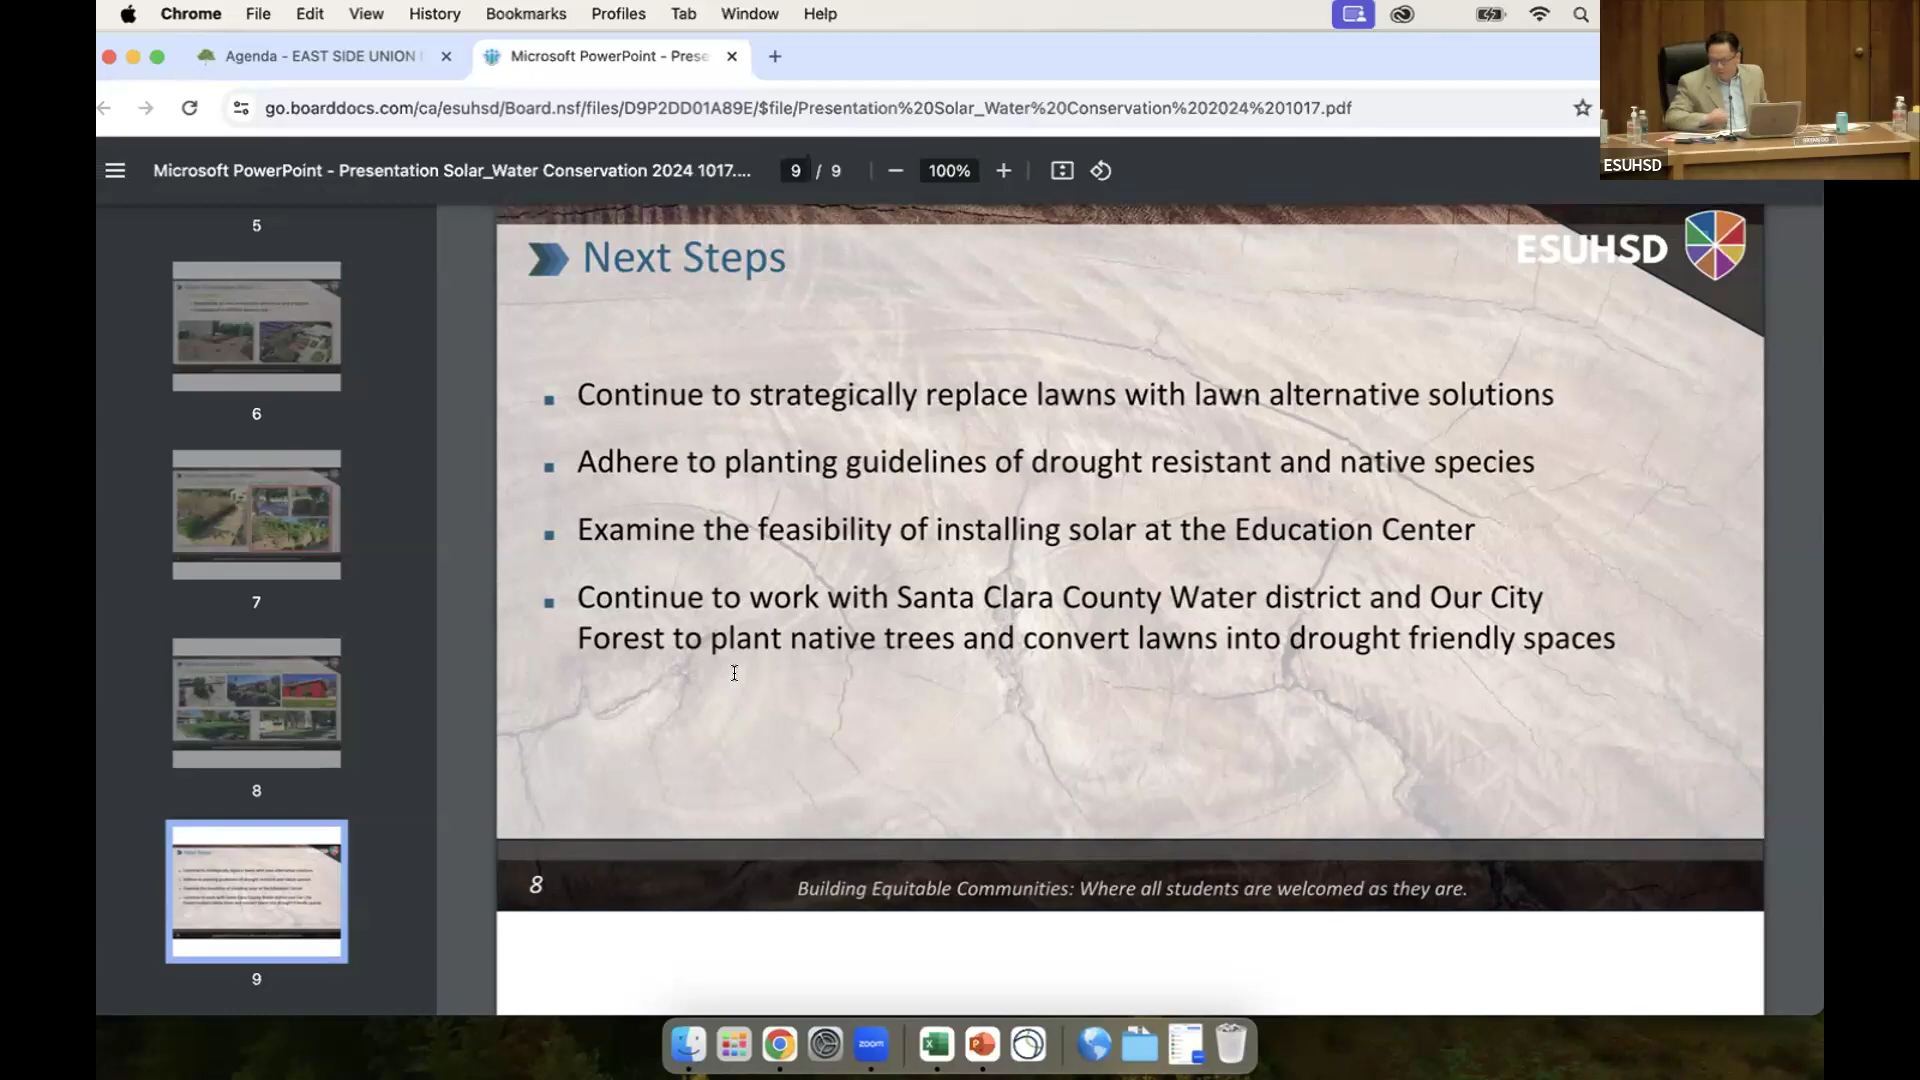 Chrome File Edit View History Bookmarks Profiles Tab Window Help
Agenda - EAST SIDE UNION
Microsoft PowerPoint - Prese
go.boarddocs.com/ca/esuhsd/Board.nsf/files/D9P2DD01A89E/$file/Presentation%20Solar_Water%20Conservation%202024%201017.pdf
ESUHSD
Microsoft PowerPoint - Presentation Solar_Water Conservation 2024 1017.... 9 / 9 100%
5
6
7
8
9
Next Steps
ESUHSD
Continue to strategically replace lawns with lawn alternative solutions
Adhere to planting guidelines of drought resistant and native species
Examine the feasibility of installing solar at the Education Center
Continue to work with Santa Clara County Water district and Our City
Forest to plant native trees and convert lawns into drought friendly spaces
8
Building Equitable Communities: Where all students are welcomed as they are.
zoom